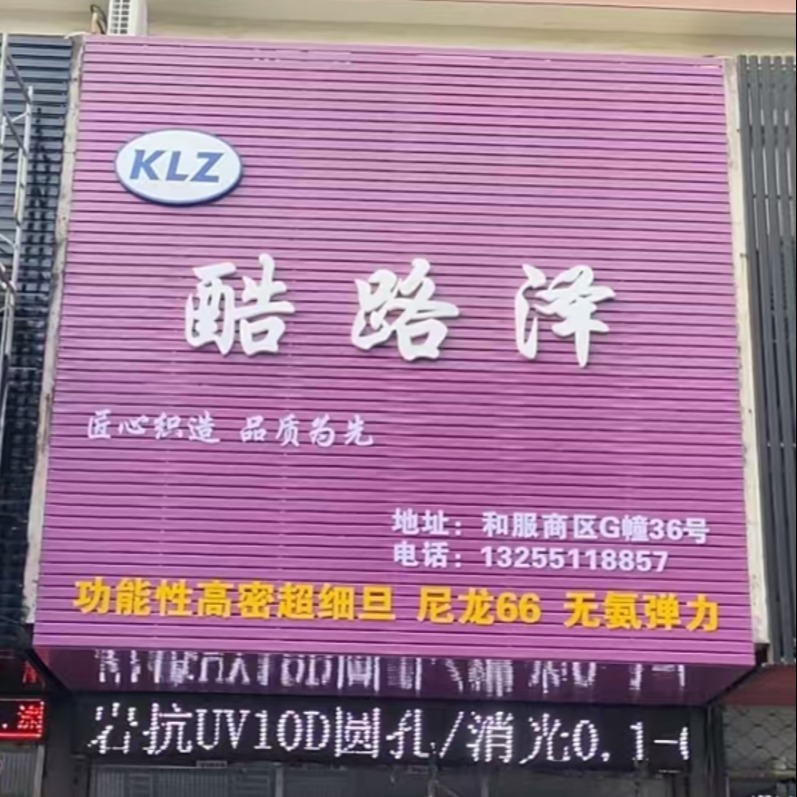 KLZ
酷路泽
匠心织造 品质为先
地址：和服商区G幢36号
电话：13255118857
功能性高密超细旦 尼龙66 无氨弹力
岩抗UV10D圆孔/消光0.1-